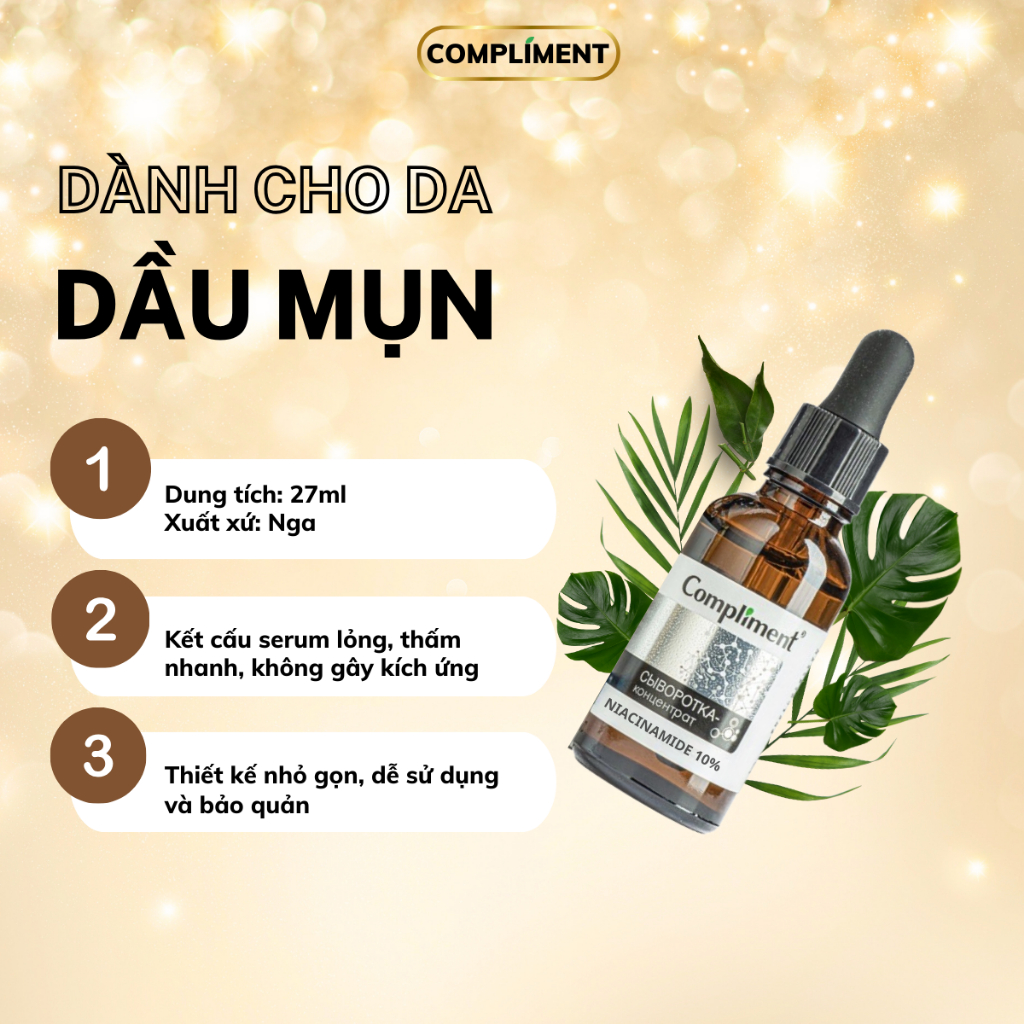 COMPLIMENT
DÀNH CHO DA
DẦU MỤN
1
Dung tích: 27ml
Xuất xứ: Nga
2
Kết cấu serum lỏng, thấm
nhanh, không gây kích ứng
3
Thiết kế nhỏ gọn, dễ sử dụng
và bảo quản
Compliment®
СЫВОРОТКА-
концентрат
NIACINAMIDE 10%